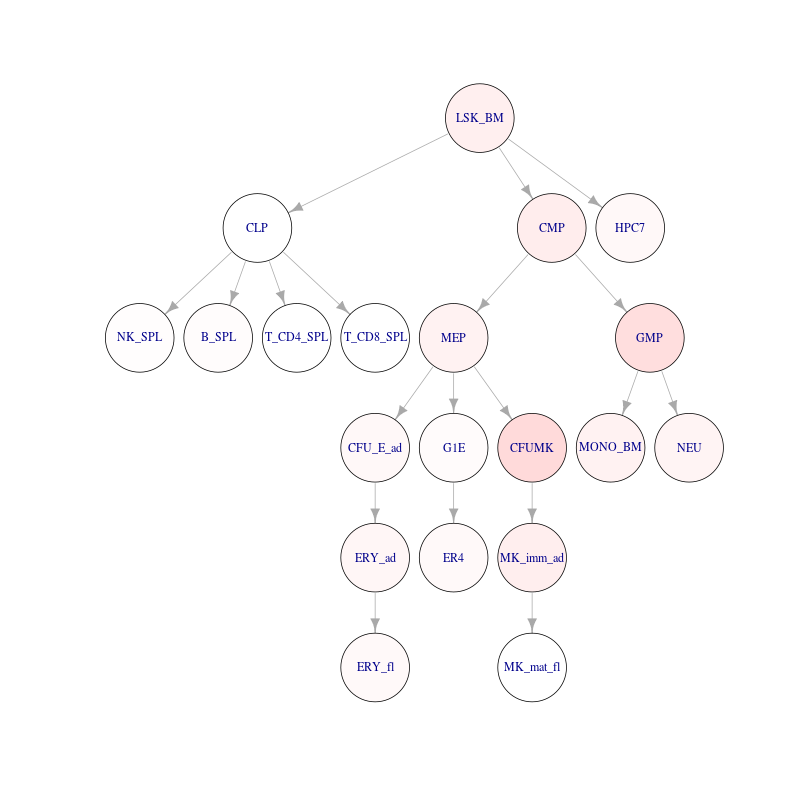 LSK_BM
CLP
CMP
HPC7
NK_SPL
B_SPL
T_CD4_SPL
T_CD8_SPL
MEP
GMP
CFU_E_ad
G1E
CFUMK
MONO_BM
NEU
ERY_ad
ER4
MK_imm_ad
ERY_fl
MK_mat_fl